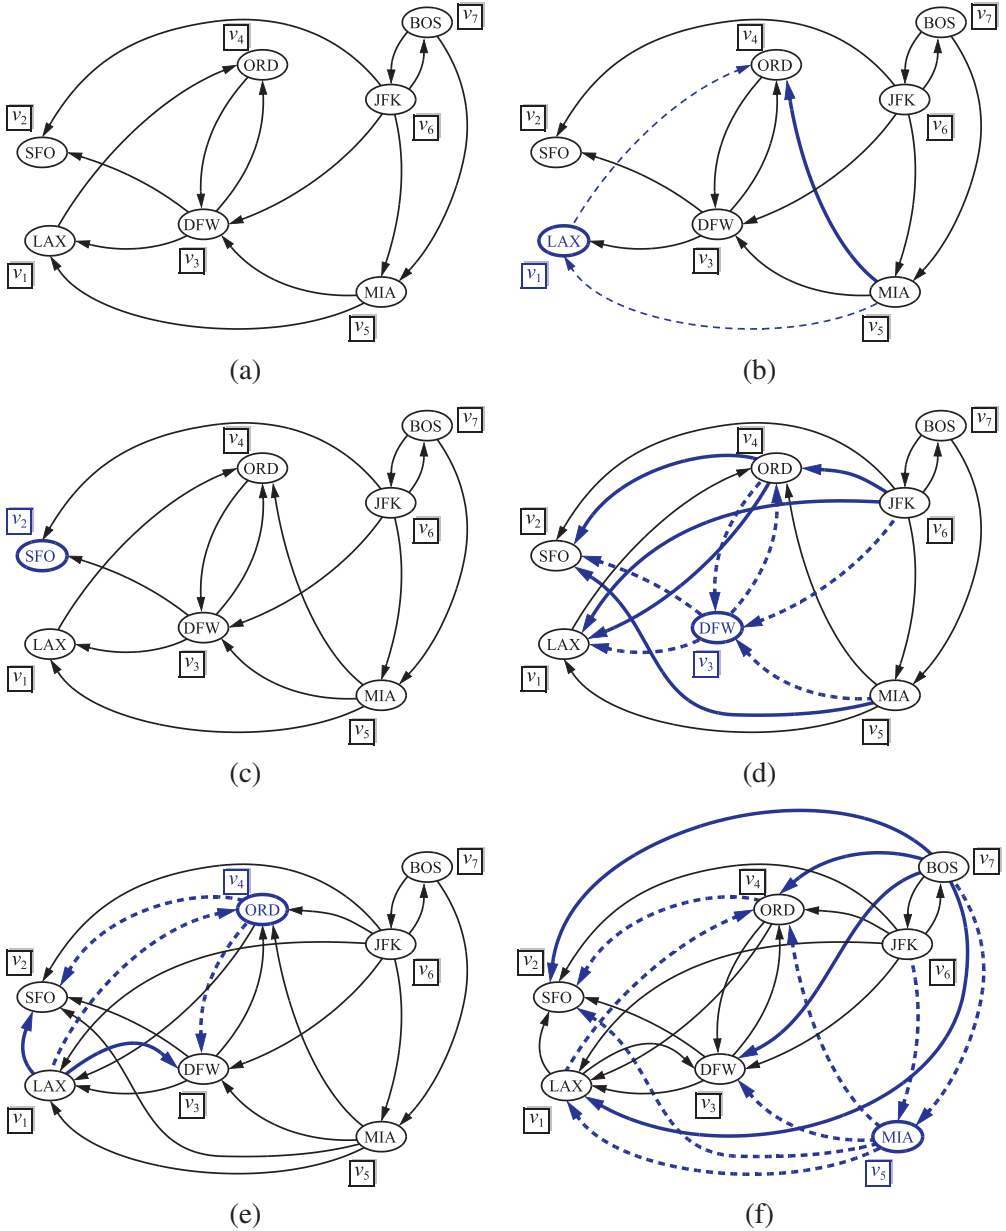 BOS v7
v4
ORD
JFK
v2
v6
SFO
DFW
LAX
v3
v1
MIA
v5
(a)
BOS v7
v4
ORD
JFK
v2
v6
SFO
DFW
LAX
v3
v1
MIA
v5
(b)
BOS v7
v4
ORD
JFK
v2
v6
SFO
DFW
LAX
v3
v1
MIA
v5
(c)
BOS v7
v4
ORD
JFK
v2
v6
SFO
DFW
LAX
v3
v1
MIA
v5
(d)
BOS v7
v4
ORD
JFK
v2
v6
SFO
DFW
LAX
v3
v1
MIA
v5
(e)
BOS v7
v4
ORD
JFK
v2
v6
SFO
DFW
LAX
v3
v1
MIA
v5
(f)